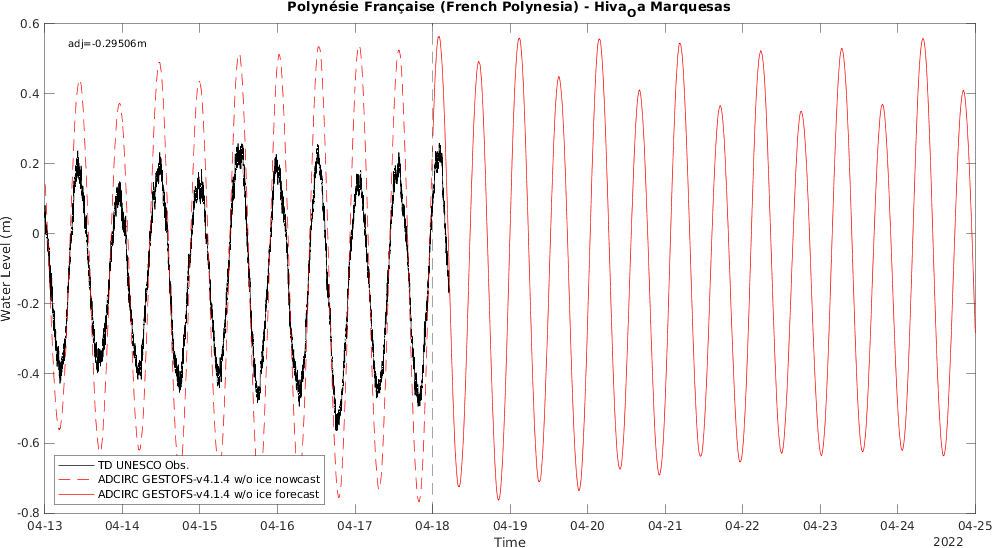 Polynésie Française (French Polynesia) - Hiva_Oa Marquesas
adj=-0.29506m
0.6
0.4
0.2
0
-0.2
-0.4
-0.6
-0.8
Water Level (m)
TD UNESCO Obs.
ADCIRC GESTOFS-v4.1.4 w/o ice nowcast
ADCIRC GESTOFS-v4.1.4 w/o ice forecast
04-13 04-14 04-15 04-16 04-17 04-18 04-19 04-20 04-21 04-22 04-23 04-24 04-25
Time
2022